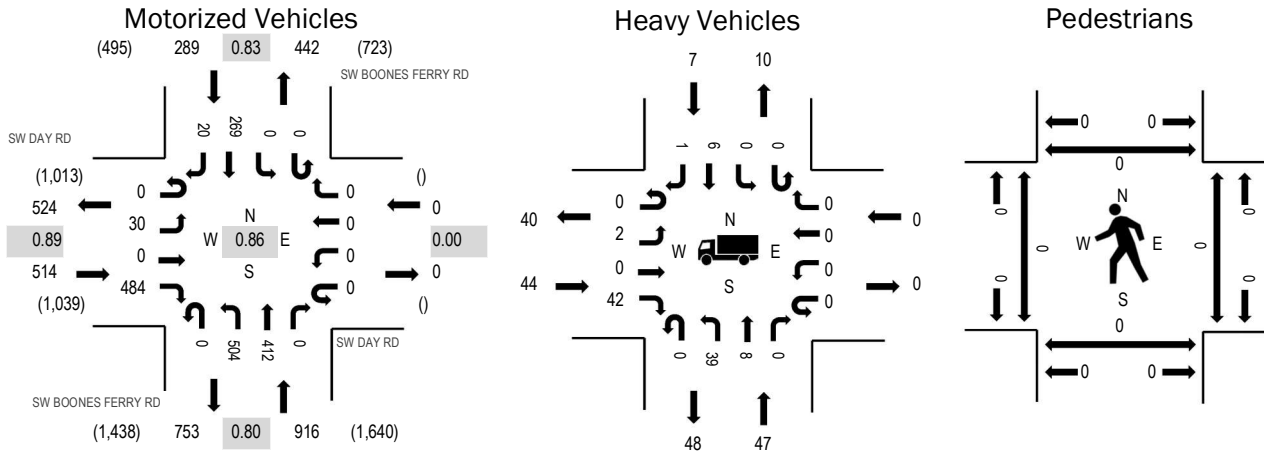 Motorized Vehicles
Heavy Vehicles
Pedestrians
(495) 289 0.83 442 (723)
SW BOONES FERRY RD
SW DAY RD
20 269 0 0
(1,013)
524
0.89
514
(1,039)
0
30
0
484
N
W 0.86 E
S
0
0
0
0
()
0
0.00
0
()
0 504 412 0
SW DAY RD
SW BOONES FERRY RD
(1,438) 753 0.80 916 (1,640)
7 10
1 6 0 0
40
44
0
2
0
42
N
W E
S
0
0
0
0
0
0
0 39 8 0
48 47
0 0
0
0
0
0
N
W E
S
0
0
0
0
0 0